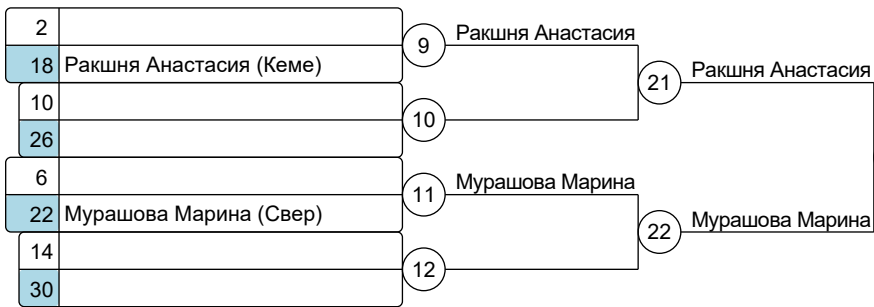 2
18 Ракшня Анастасия (Кеме)
9 Ракшня Анастасия
10
26
10
21 Ракшня Анастасия
6
22 Мурашова Марина (Свер)
11 Мурашова Марина
14
30
12
22 Мурашова Марина